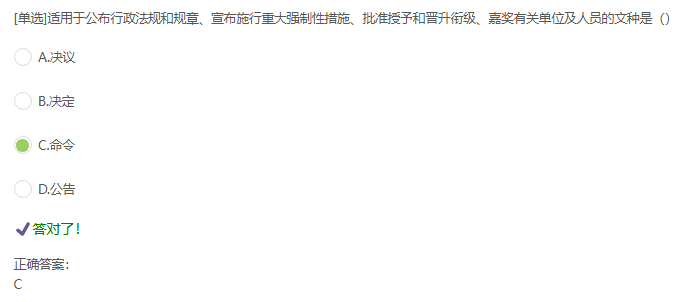 [单选]适用于公布行政法规和规章、宣布施行重大强制性措施、批准授予和晋升衔级、嘉奖有关单位及人员的文种是（）
A.决议
B.决定
C.命令
D.公告
答对了!
正确答案:
C